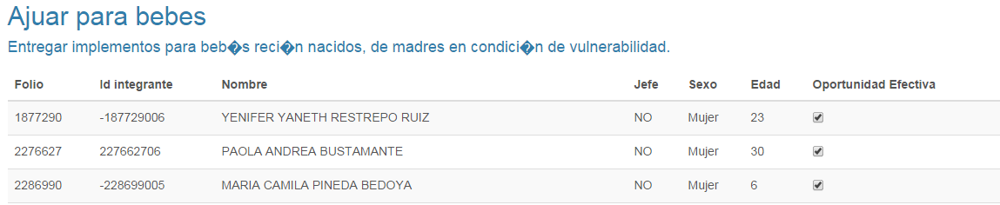 Ajuar para bebes
Entregar implementos para beb�s reci�n nacidos, de madres en condici�n de vulnerabilidad.
Folio Id integrante Nombre Jefe Sexo Edad Oportunidad Efectiva
1877290 -187729006 YENIFER YANETH RESTREPO RUIZ NO Mujer 23
2276627 227662706 PAOLA ANDREA BUSTAMANTE NO Mujer 30
2286990 -228699005 MARIA CAMILA PINEDA BEDOYA NO Mujer 6